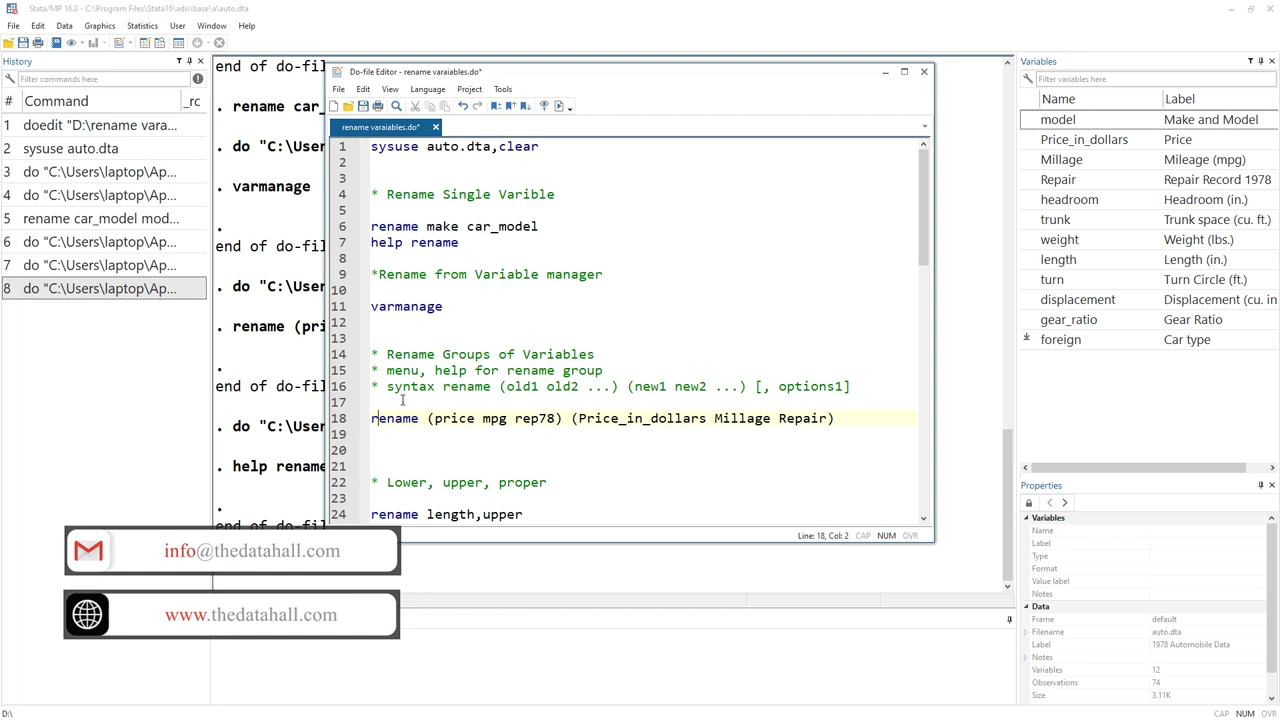 Stata/MP 16.0 - C:\Program Files\Stata16\ado\base\a\auto.dta
File Edit Data Graphics Statistics User Window Help
History
Filter commands here
# Command _rc
1 doedit "D:\rename vara...
2 sysuse auto.dta
3 do "C:\Users\laptop\Ap...
4 do "C:\Users\laptop\Ap...
5 rename car_model mod...
6 do "C:\Users\laptop\Ap...
7 do "C:\Users\laptop\Ap...
8 do "C:\Users\laptop\Ap...
end of do-fil
. rename car_
. do "C:\User
. varmanage
.
end of do-fil
. do "C:\User
. rename (pri
.
end of do-fil
. do "C:\User
. help rename
.
end of do-fil
Do-file Editor - rename varaiables.do*
File Edit View Language Project Tools
rename varaiables.do*
1 sysuse auto.dta,clear
2
3
4 * Rename Single Varible
5
6 rename make car_model
7 help rename
8
9 *Rename from Variable manager
10
11 varmanage
12
13
14 * Rename Groups of Variables
15 * menu, help for rename group
16 * syntax rename (old1 old2 ...) (new1 new2 ...) [, options1]
17
18 rename (price mpg rep78) (Price_in_dollars Millage Repair)
19
20
21
22 * Lower, upper, proper
23
24 rename length,upper
Line: 18, Col: 2 CAP NUM OVR
info@thedatahall.com
www.thedatahall.com
Variables
Filter variables here
Name Label
model Make and Model
Price_in_dollars Price
Millage Mileage (mpg)
Repair Repair Record 1978
headroom Headroom (in.)
trunk Trunk space (cu. ft.)
weight Weight (lbs.)
length Length (in.)
turn Turn Circle (ft.)
displacement Displacement (cu. in
gear_ratio Gear Ratio
foreign Car type
Properties
Variables
Name
Label
Type
Format
Value label
Notes
Data
Frame default
Filename auto.dta
Label 1978 Automobile Data
Notes
Variables 12
Observations 74
Size 3.11K
D:\
CAP NUM OVR